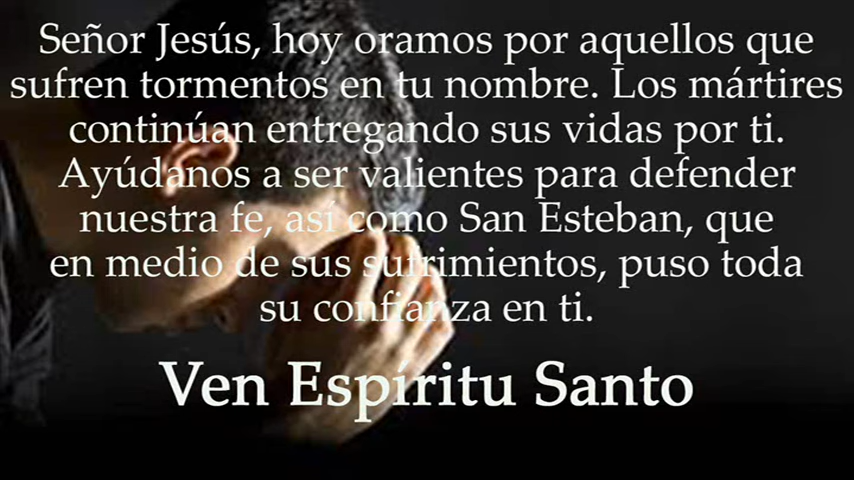 Señor Jesús, hoy oramos por aquellos que
sufren tormentos en tu nombre. Los mártires
continúan entregando sus vidas por ti.
Ayúdanos a ser valientes para defender
nuestra fe, así como San Esteban, que
en medio de sus sufrimientos, puso toda
su confianza en ti.
Ven Espíritu Santo